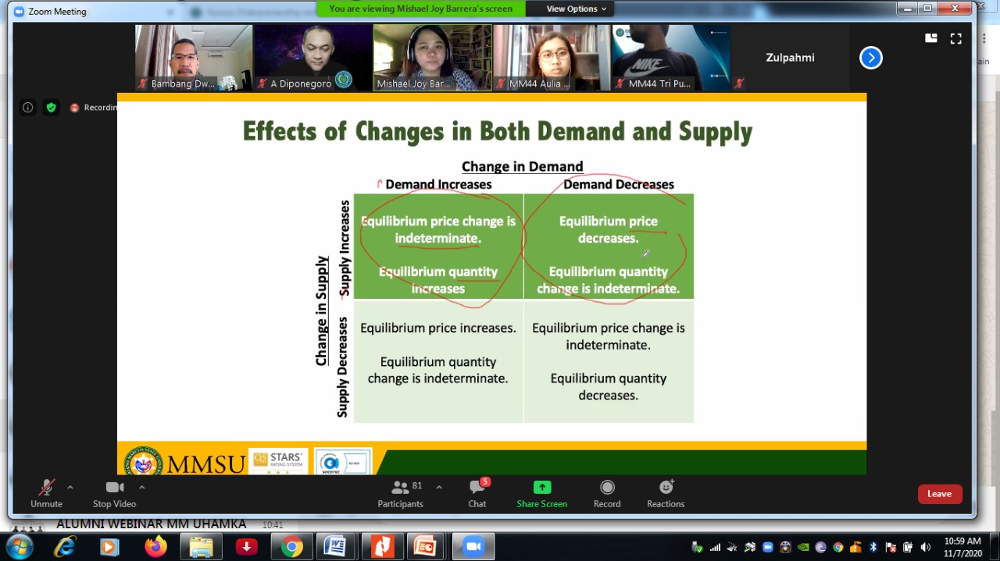 Zoom Meeting
You are viewing Mishael Joy Barrera's screen
View Options
Bambang Dw...
A Diponegoro
Mishael Joy Bar...
MM44 Aulia ...
NIKE
MM44 Tri Pu...
Zulpahmi
Recordin
Effects of Changes in Both Demand and Supply
Change in Demand
Demand Increases
Demand Decreases
Change in Supply
Supply Increases
Equilibrium price change is
indeterminate.
Equilibrium quantity
increases
Equilibrium price
decreases.
Equilibrium quantity
change is indeterminate.
Supply Decreases
Equilibrium price increases.
Equilibrium quantity
change is indeterminate.
Equilibrium price change is
indeterminate.
Equilibrium quantity
decreases.
MMSU
QS STARS
RATING SYSTEM
SOCOTEC
Unmute
Stop Video
81
Participants
5
Chat
Share Screen
Record
Reactions
Leave
ALUMNI WEBINAR MM UHAMKA
10:41
10:59 AM
11/7/2020